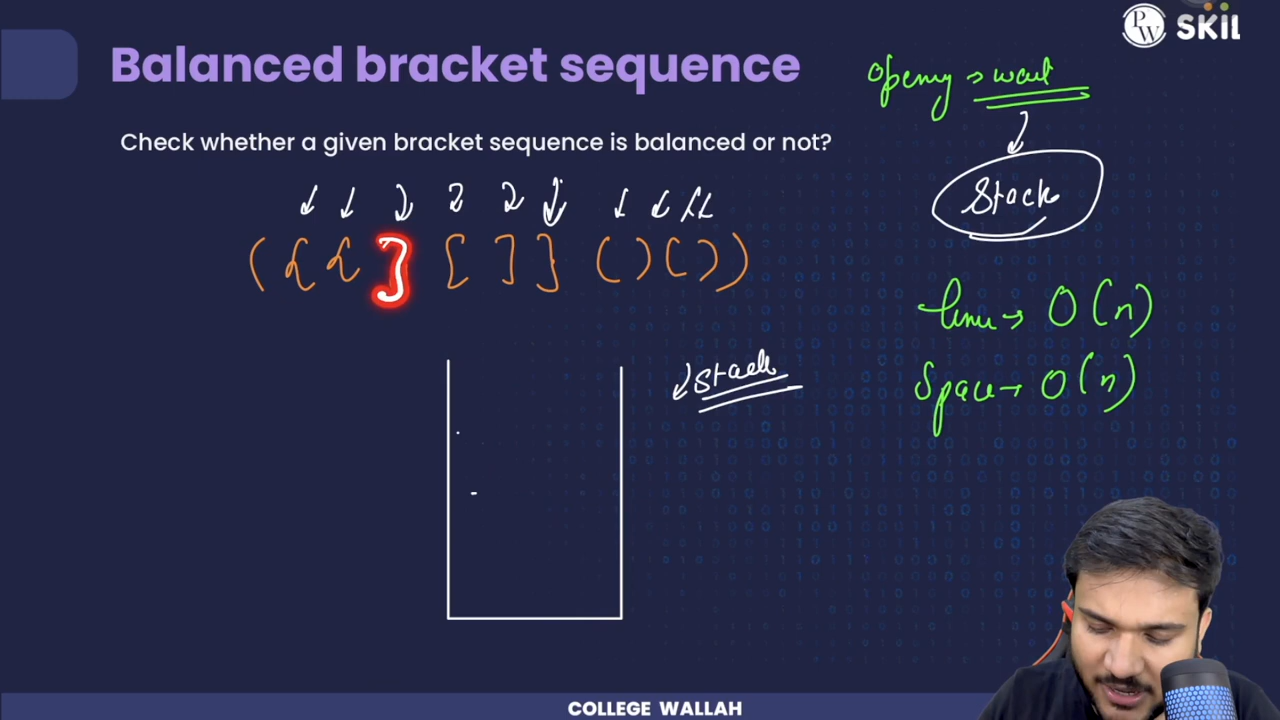 PW SKIL
Balanced bracket sequence
Opening → wait
Check whether a given bracket sequence is balanced or not?
Stack
( { { } [ ] } ( ) ( ) )
time → O(n)
Stack
Space → O(n)
COLLEGE WALLAH